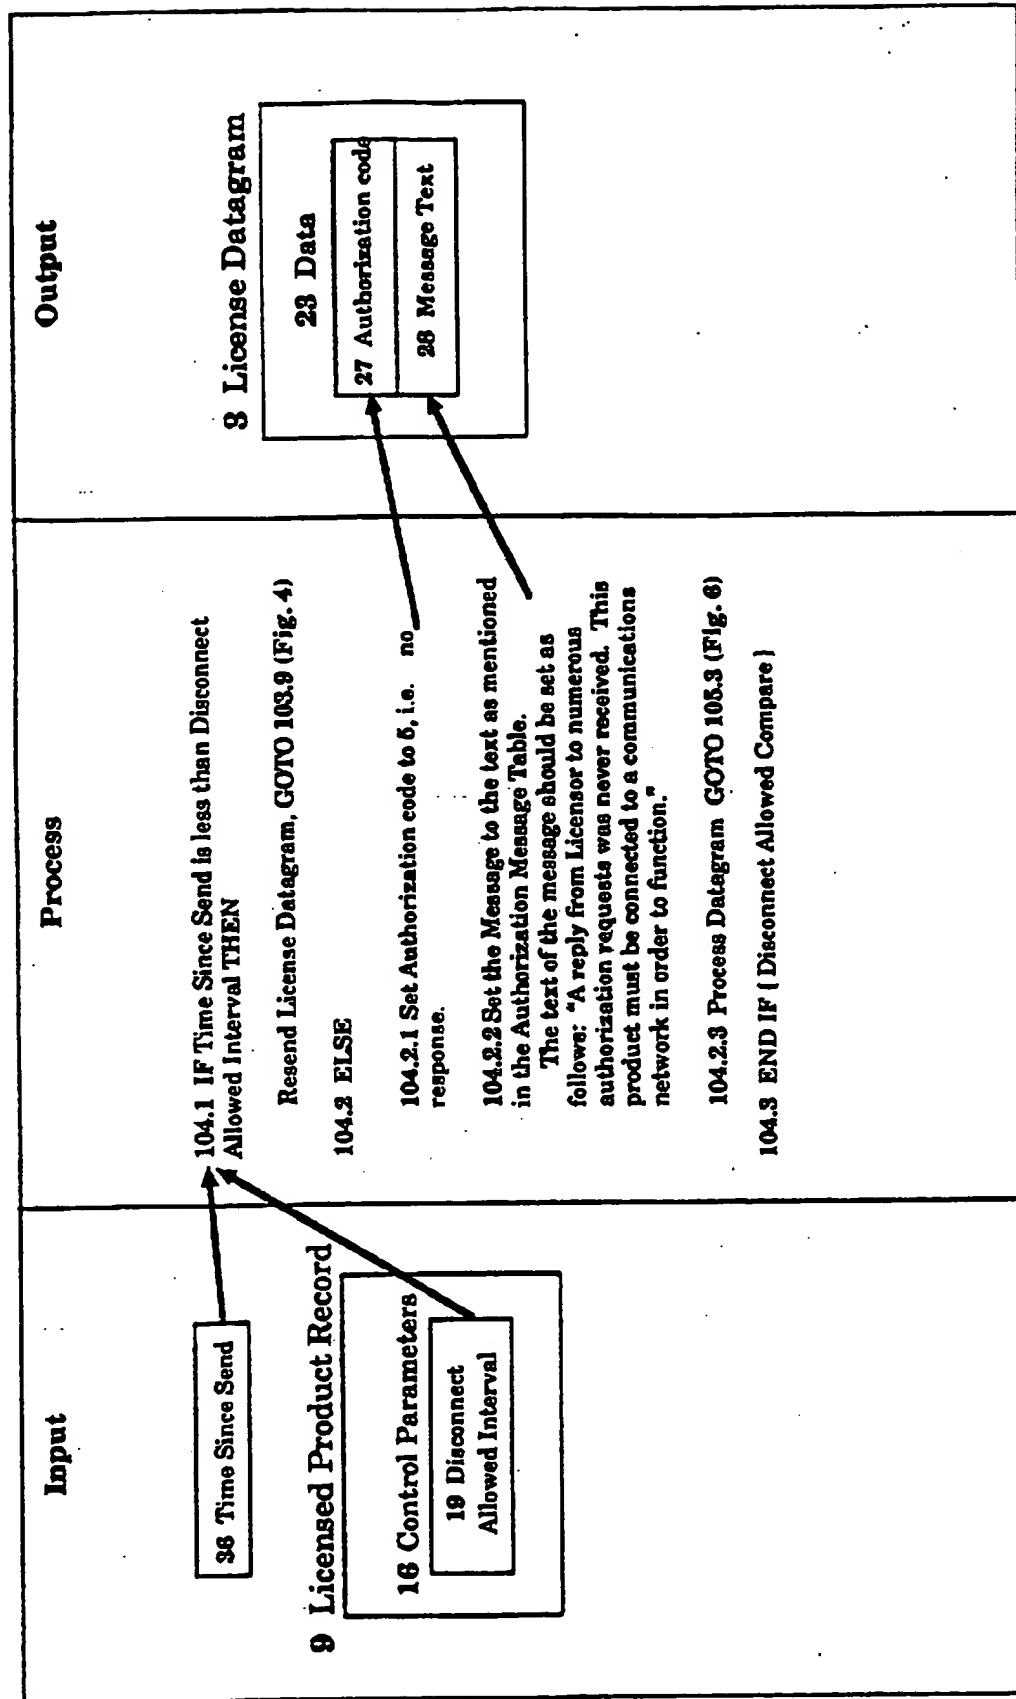 Input
36 Time Since Send
9 Licensed Product Record
16 Control Parameters
19 Disconnect
Allowed Interval
Process
104.1 IF Time Since Send is less than Disconnect
Allowed Interval THEN
Resend License Datagram, GOTO 103.9 (Fig. 4)
104.2 ELSE
104.2.1 Set Authorization code to 5, i.e. no
response.
104.2.2 Set the Message to the text as mentioned
in the Authorization Message Table.
The text of the message should be set as
follows: “A reply from Licensor to numerous
authorization requests was never received. This
product must be connected to a communications
network in order to function.”
104.2.3 Process Datagram GOTO 105.3 (Fig. 6)
104.3 END IF { Disconnect Allowed Compare }
Output
3 License Datagram
23 Data
27 Authorization code
28 Message Text